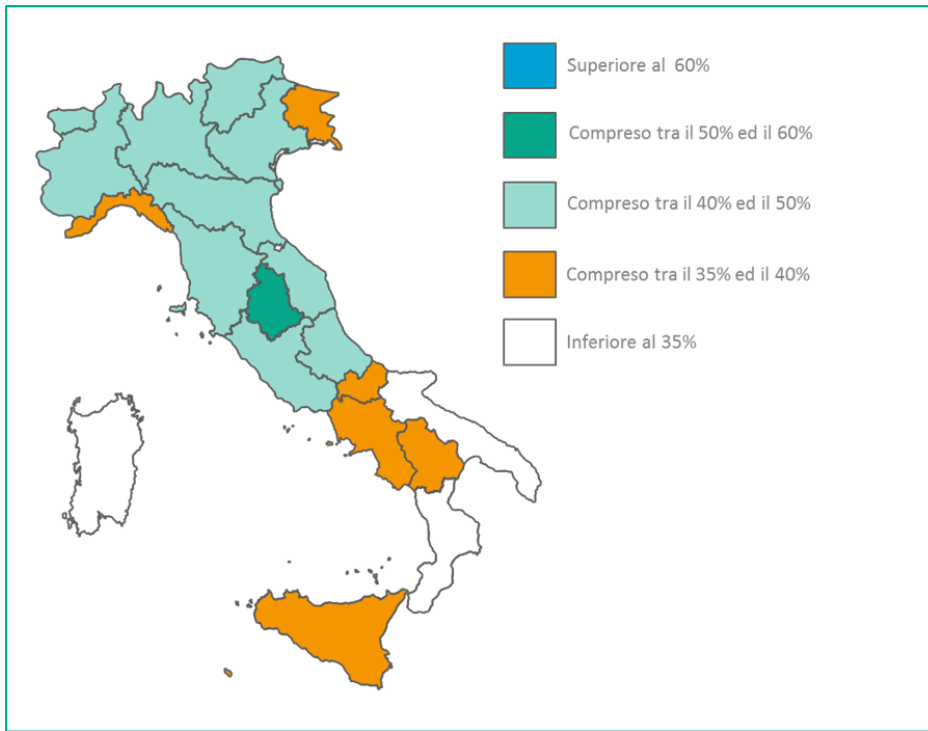 Superiore al 60%
Compreso tra il 50% ed il 60%
Compreso tra il 40% ed il 50%
Compreso tra il 35% ed il 40%
Inferiore al 35%